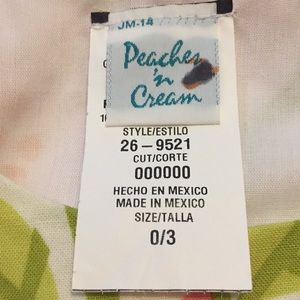 JM-14
Peaches
'n
Cream
STYLE/ESTILO
26-9521
CUT/CORTE
000000
HECHO EN MEXICO
MADE IN MEXICO
SIZE/TALLA
0/3